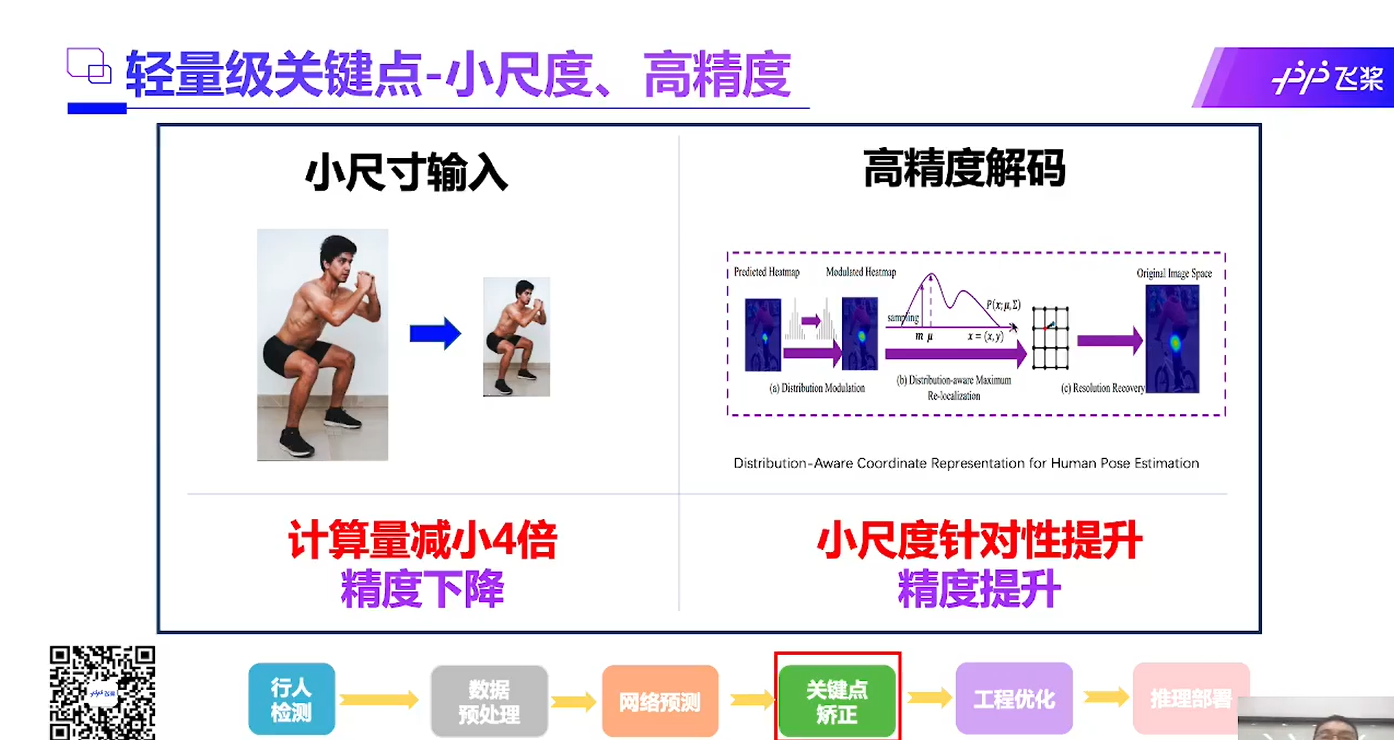 轻量级关键点-小尺度、高精度
飞桨
小尺寸输入
高精度解码
Predicted Heatmap
Modulated Heatmap
Original Image Space
sampling
P(x; μ, Σ)
m μ
x = (x, y)
(a) Distribution Modulation
(b) Distribution-aware Maximum
Re-localization
(c) Resolution Recovery
Distribution-Aware Coordinate Representation for Human Pose Estimation
计算量减小4倍
精度下降
小尺度针对性提升
精度提升
行人
检测
数据
预处理
网络预测
关键点
矫正
工程优化
推理部署